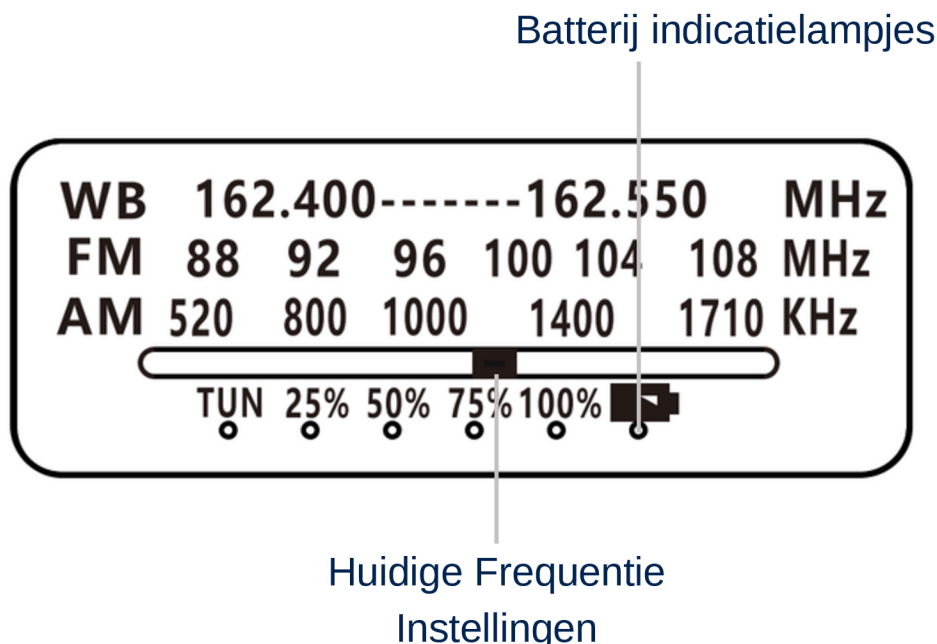 Batterij indicatielampjes
WB 162.400-------162.550 MHz
FM 88 92 96 100 104 108 MHz
AM 520 800 1000 1400 1710 KHz
TUN 25% 50% 75% 100%
Huidige Frequentie
Instellingen